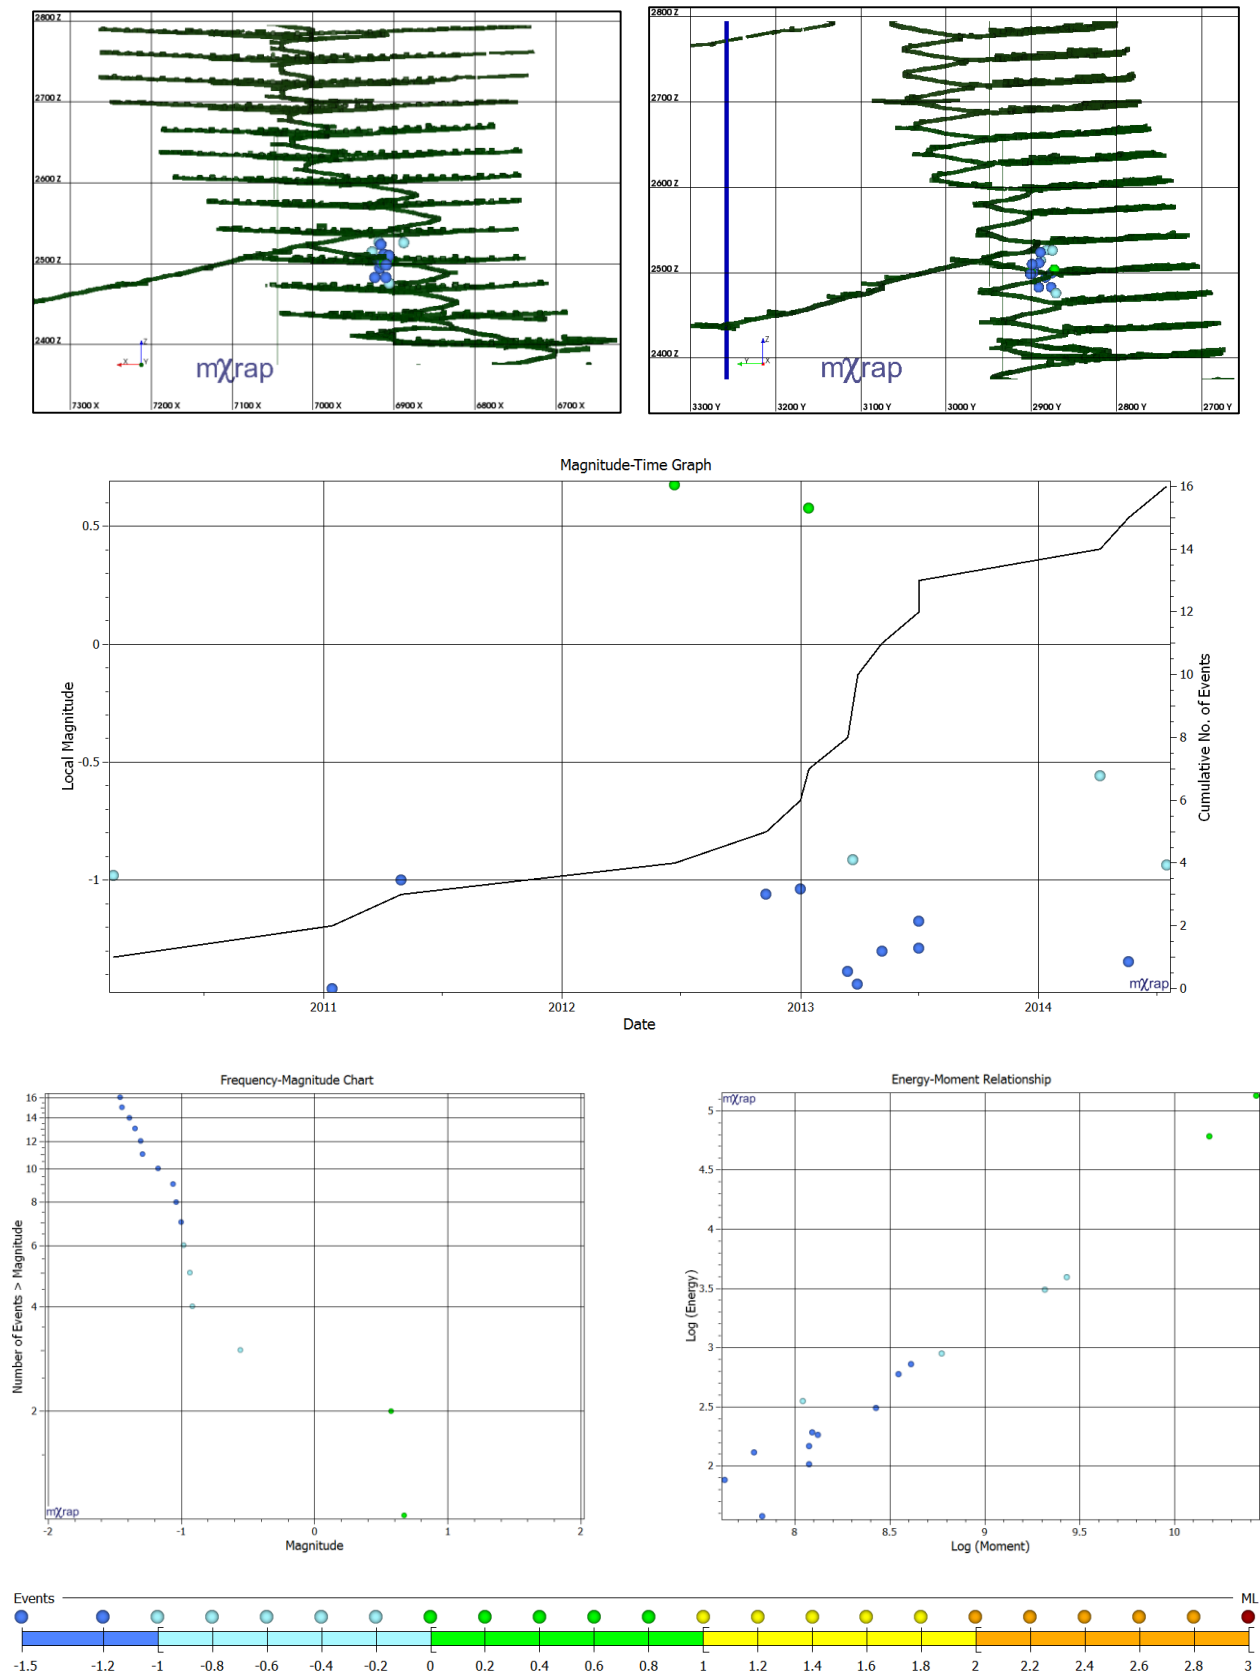 2800 Z
2700 Z
2600 Z
2500 Z
2400 Z
Z
X
Y
mχrap
7300 X
7200 X
7100 X
7000 X
6900 X
6800 X
6700 X
2800 Z
2700 Z
2600 Z
2500 Z
2400 Z
Z
Y
X
mχrap
3300 Y
3200 Y
3100 Y
3000 Y
2900 Y
2800 Y
2700 Y
Magnitude-Time Graph
Local Magnitude
0.5
0
-0.5
-1
16
14
12
10
8
6
4
2
0
Cumulative No. of Events
mχrap
2011
2012
2013
2014
Date
Frequency-Magnitude Chart
Number of Events > Magnitude
16
14
12
10
8
6
4
2
mχrap
-2
-1
0
1
2
Magnitude
Energy-Moment Relationship
mχrap
Log (Energy)
5
4.5
4
3.5
3
2.5
2
8
8.5
9
9.5
10
Log (Moment)
Events
ML
-1.5
-1.2
-1
-0.8
-0.6
-0.4
-0.2
0
0.2
0.4
0.6
0.8
1
1.2
1.4
1.6
1.8
2
2.2
2.4
2.6
2.8
3